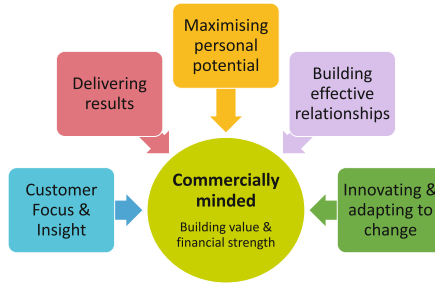 Maximising
personal
potential
Delivering
results
Building
effective
relationships
Customer
Focus &
Insight
Commercially
minded
Building value &
financial strength
Innovating &
adapting to
change